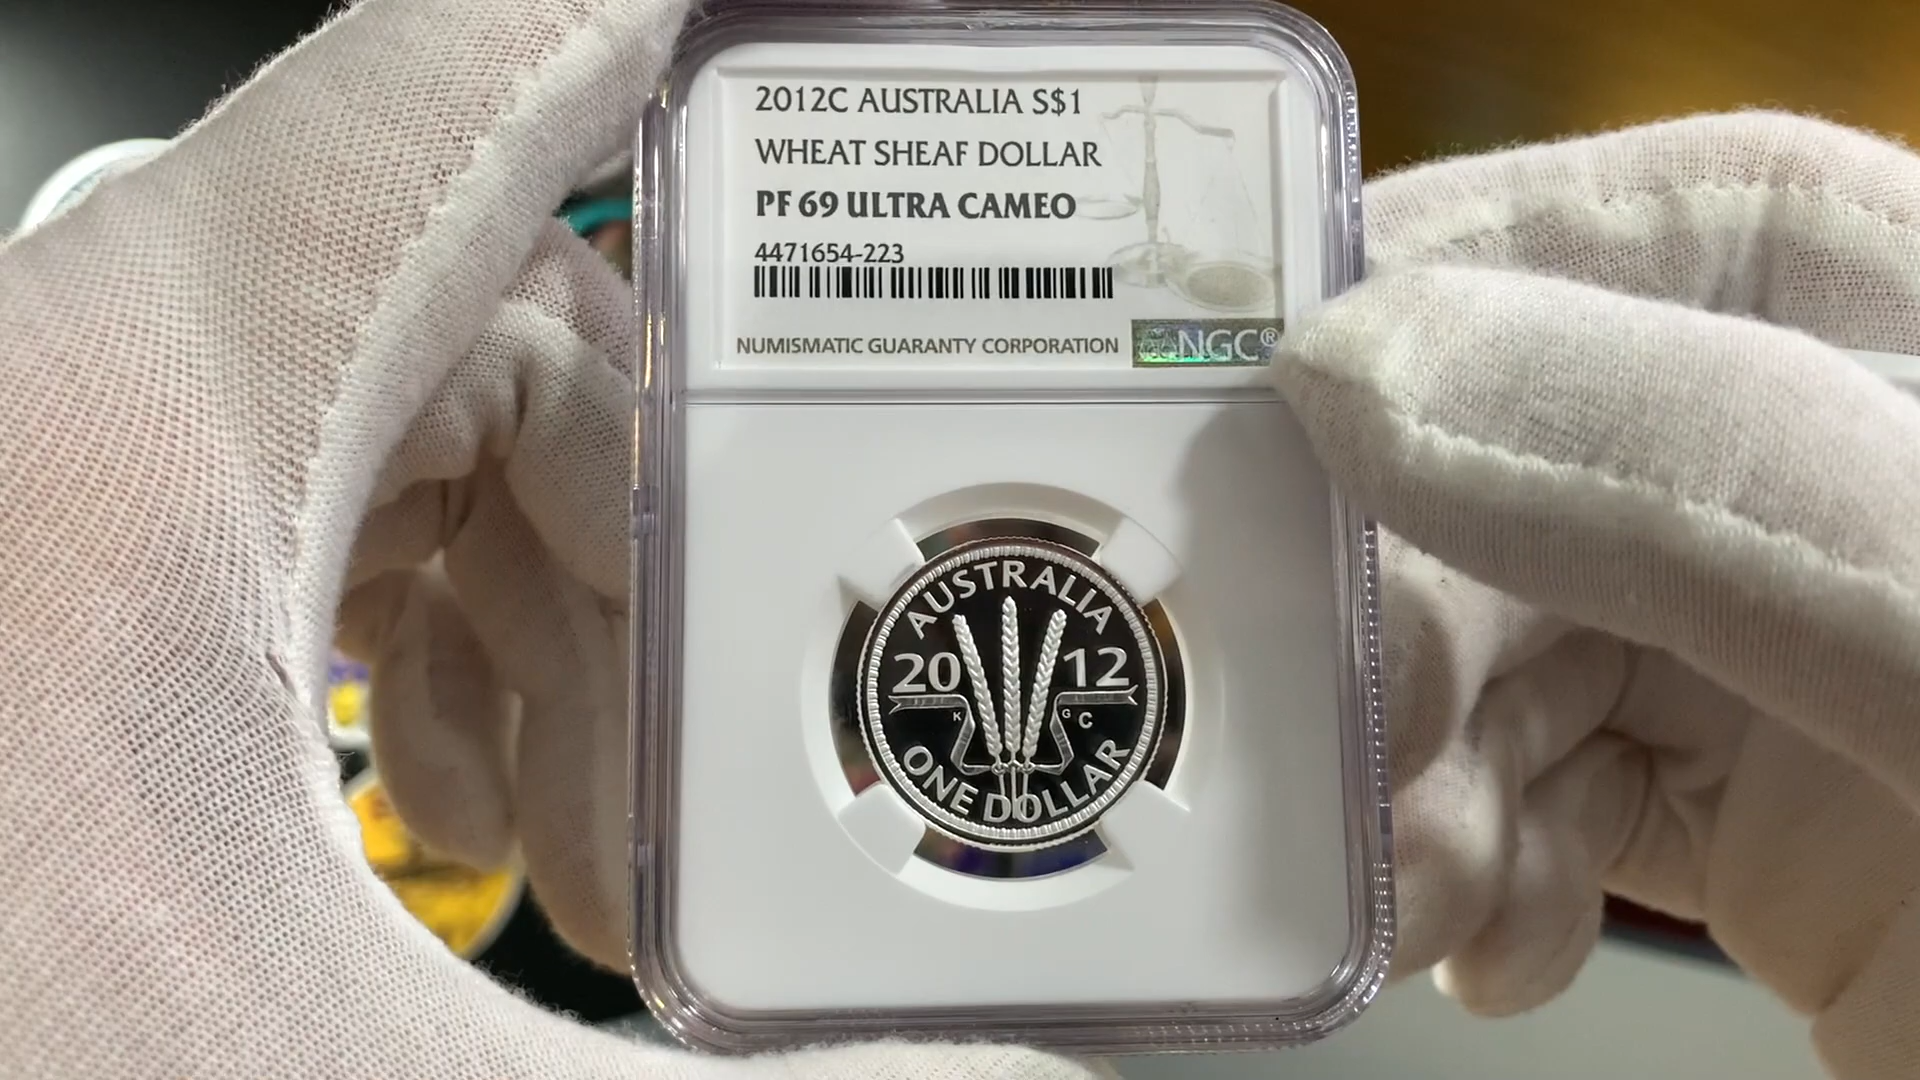 2012C AUSTRALIA S$1
WHEAT SHEAF DOLLAR
PF 69 ULTRA CAMEO
4471654-223
NUMISMATIC GUARANTY CORPORATION
NGC®
AUSTRALIA
20 12
K G C
ONE DOLLAR